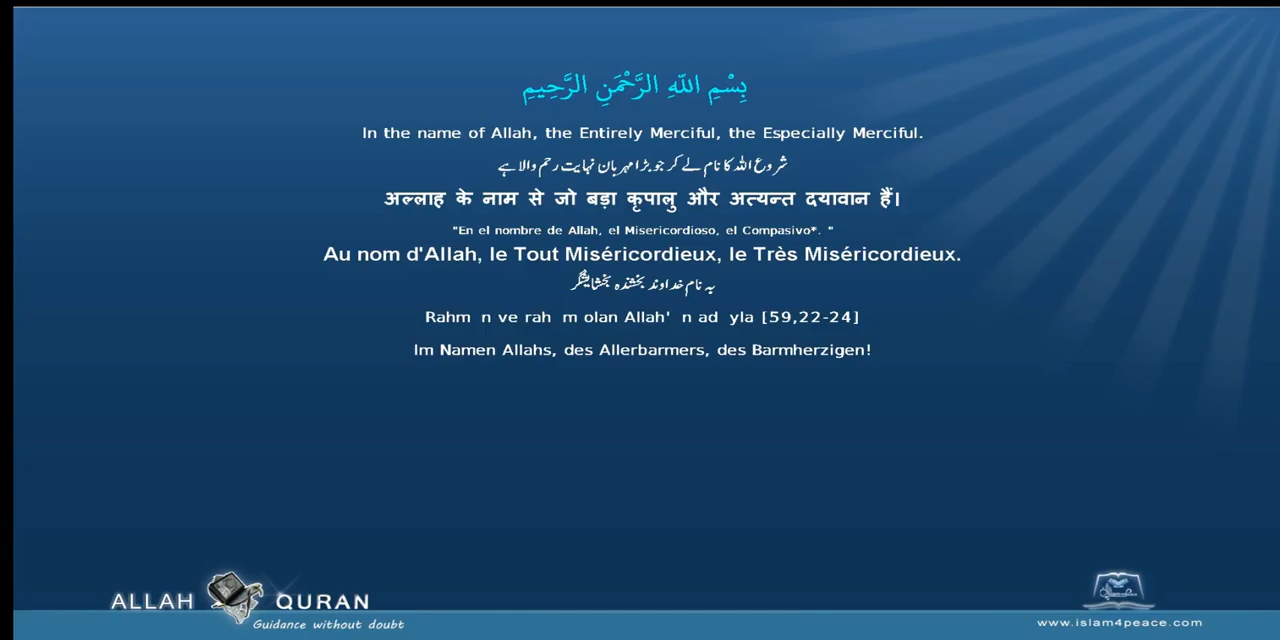 بِسْمِ اللّهِ الرَّحْمَنِ الرَّحِيمِ
In the name of Allah, the Entirely Merciful, the Especially Merciful.
شروع الله کا نام لے کر جو بڑا مہربان نہایت رحم والا ہے
अल्लाह के नाम से जो बड़ा कृपालु और अत्यन्त दयावान हैं।
"En el nombre de Allah, el Misericordioso, el Compasivo*. "
Au nom d'Allah, le Tout Miséricordieux, le Très Miséricordieux.
به نام خداوند بخشنده بخشایشگر
Rahm n ve rah m olan Allah' n ad yla [59,22-24]
Im Namen Allahs, des Allerbarmers, des Barmherzigen!
ALLAH QURAN
Guidance without doubt
www.islam4peace.com